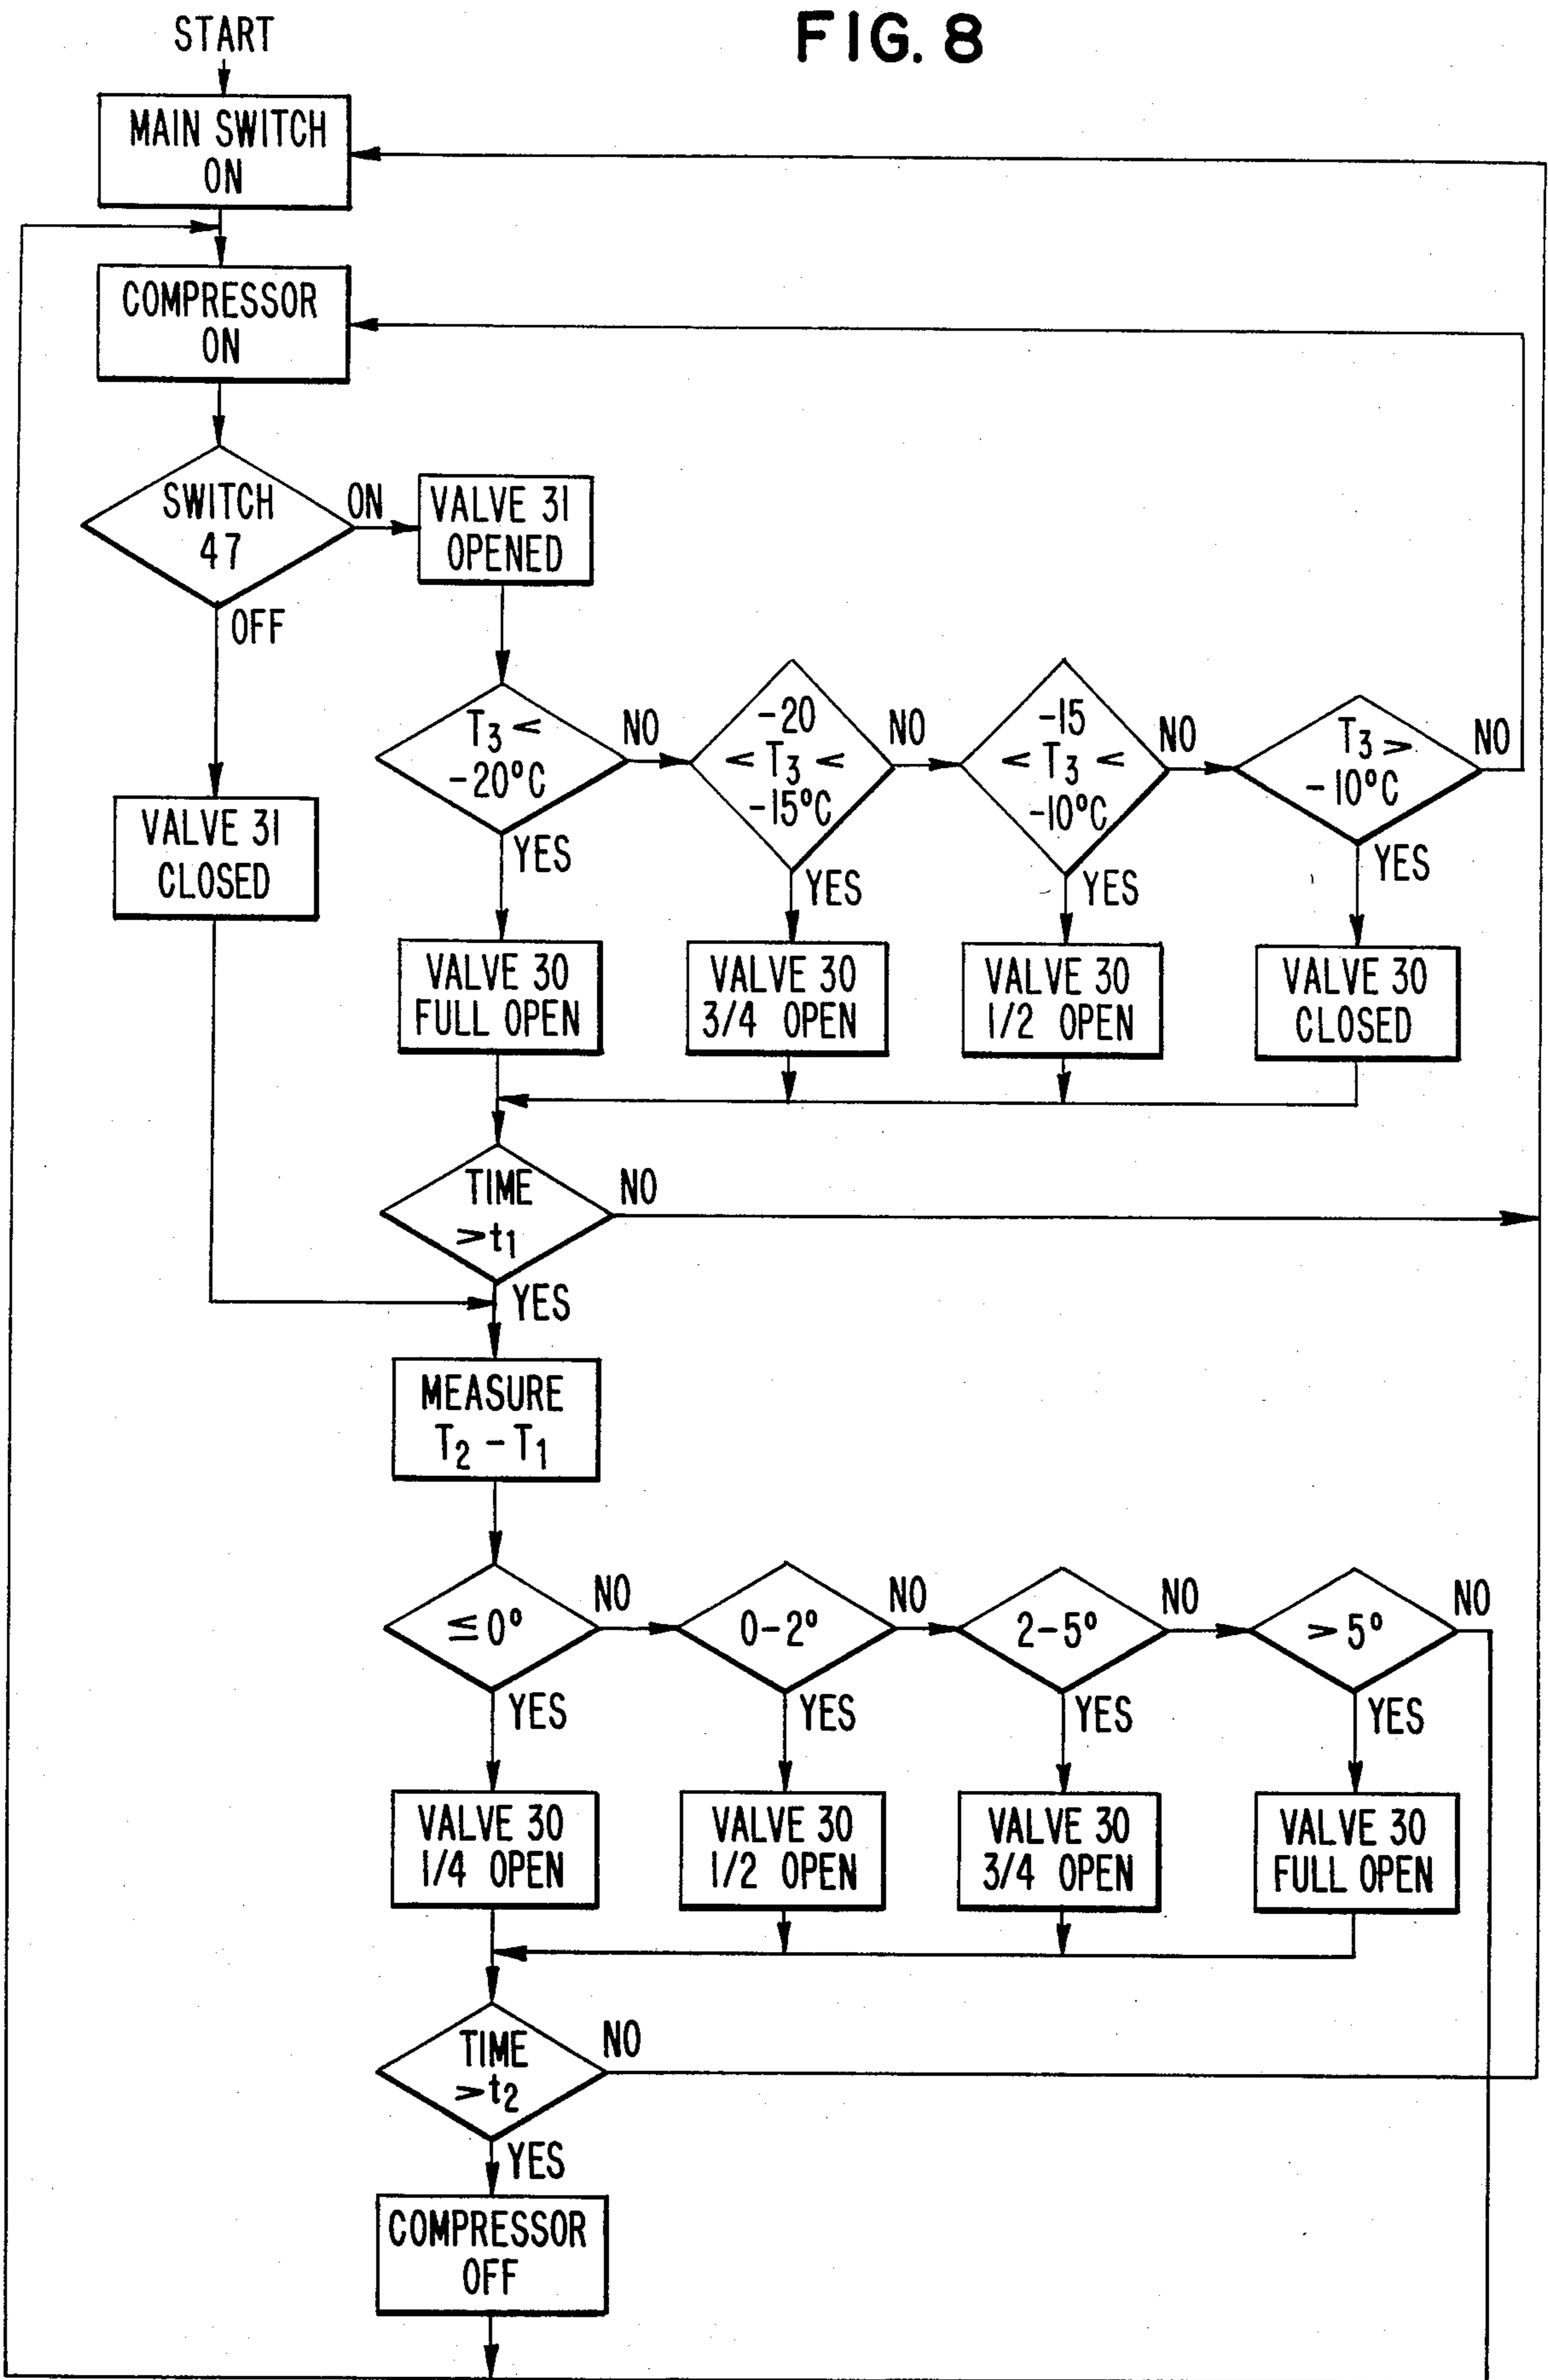 FIG. 8
START
MAIN SWITCH
ON
COMPRESSOR
ON
SWITCH
47
ON
OFF
VALVE 31
OPENED
T3 <
-20°C
NO
YES
-20
< T3 <
-15°C
NO
YES
-15
< T3 <
-10°C
NO
YES
T3 >
-10°C
NO
YES
VALVE 31
CLOSED
VALVE 30
FULL OPEN
VALVE 30
3/4 OPEN
VALVE 30
1/2 OPEN
VALVE 30
CLOSED
TIME
>t1
NO
YES
MEASURE
T2 - T1
≦0°
NO
YES
0-2°
NO
YES
2-5°
NO
YES
>5°
NO
YES
VALVE 30
1/4 OPEN
VALVE 30
1/2 OPEN
VALVE 30
3/4 OPEN
VALVE 30
FULL OPEN
TIME
>t2
NO
YES
COMPRESSOR
OFF